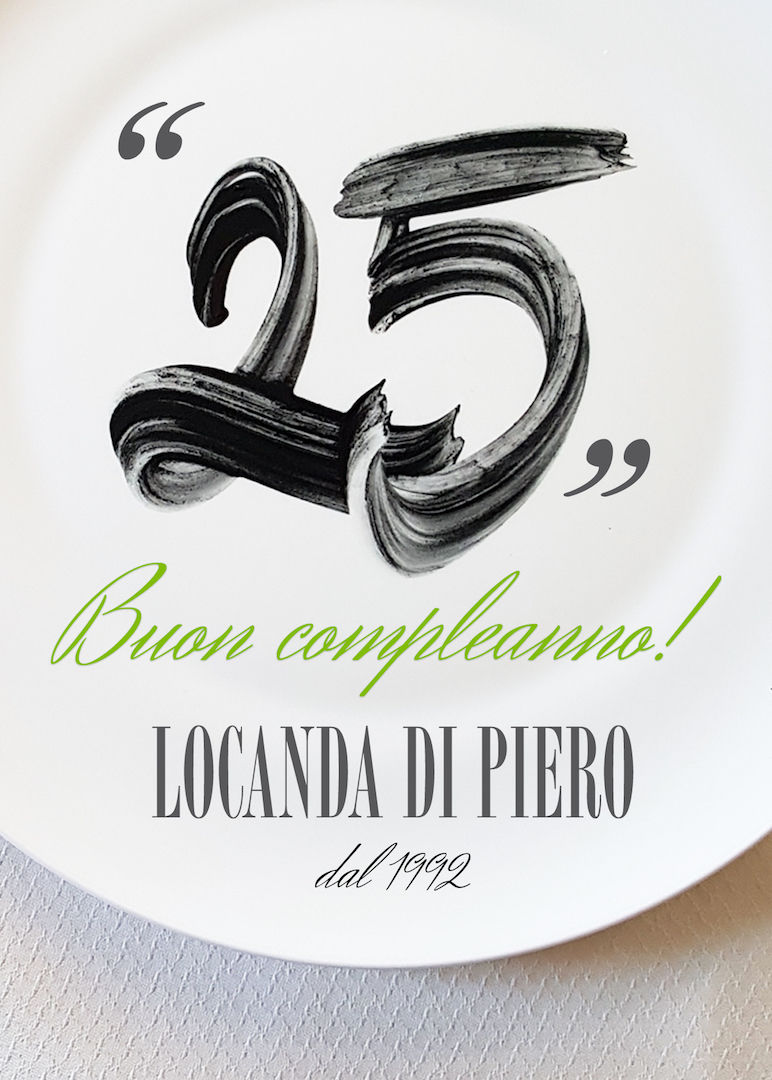 “25”
Buon compleanno!
LOCANDA DI PIERO
dal 1992